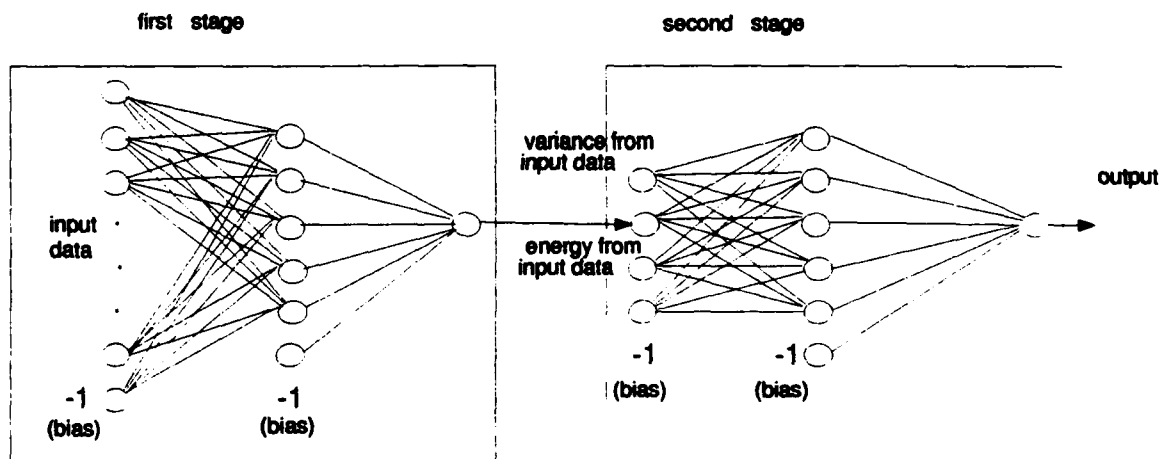 first stage
second stage
variance from
input data
output
input
data
energy from
input data
-1
(bias)
-1
(bias)
-1
(bias)
-1
(bias)